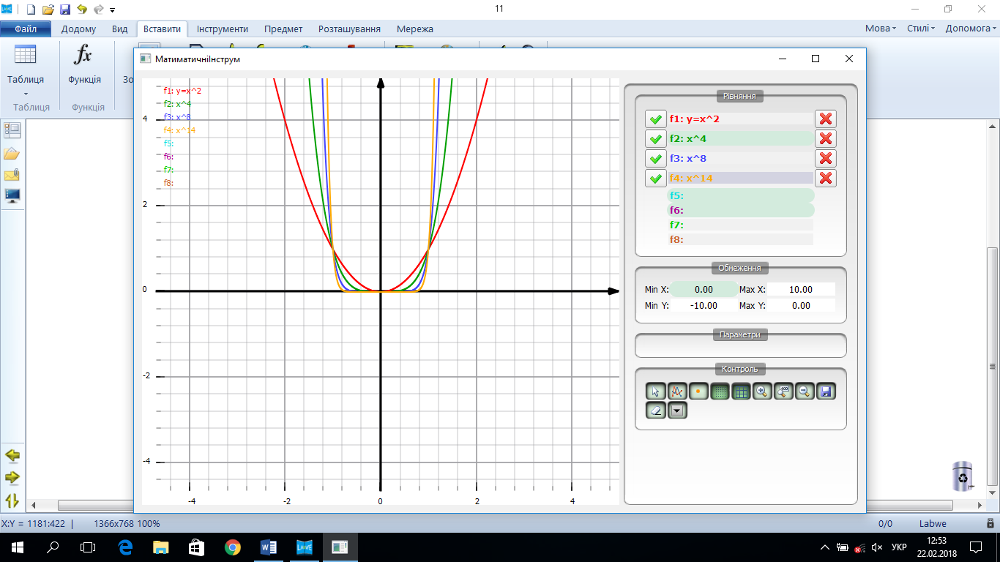 11
Файл Додому Вид Вставити Інструменти Предмет Розташування Мережа Мова Стилі Допомога
Таблиця
fx
Функція
Зо
Таблиця
Функція
МатиматичніІнструм
f1: y=x^2
f2: x^4
f3: x^8
f4: x^14
f5:
f6:
f7:
f8:
4
2
0
-2
-4
-4 -2 0 2 4
Рівняння
f1: y=x^2
f2: x^4
f3: x^8
f4: x^14
f5:
f6:
f7:
f8:
Обмеження
Min X: 0.00 Max X: 10.00
Min Y: -10.00 Max Y: 0.00
Параметри
Контроль
X:Y = 1181:422 | 1366x768 100% 0/0 Labwe
УКР
12:53
22.02.2018